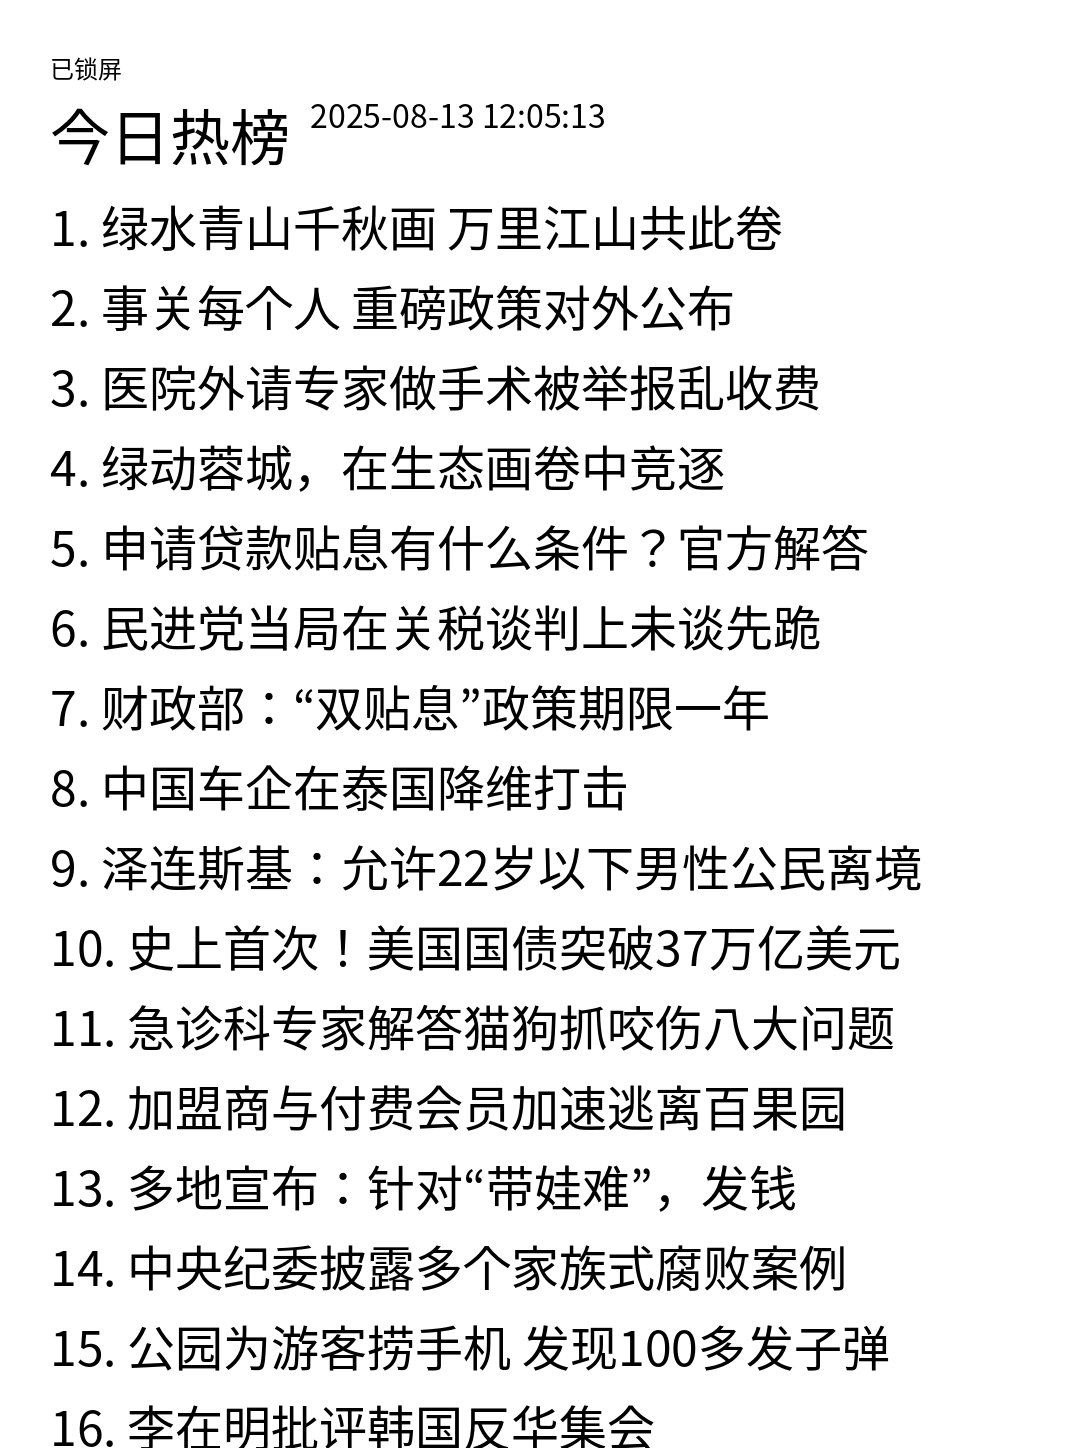 已锁屏
今日热榜 2025-08-13 12:05:13
1. 绿水青山千秋画 万里江山共此卷
2. 事关每个人 重磅政策对外公布
3. 医院外请专家做手术被举报乱收费
4. 绿动蓉城，在生态画卷中竞逐
5. 申请贷款贴息有什么条件？官方解答
6. 民进党当局在关税谈判上未谈先跪
7. 财政部：“双贴息”政策期限一年
8. 中国车企在泰国降维打击
9. 泽连斯基：允许22岁以下男性公民离境
10. 史上首次！美国国债突破37万亿美元
11. 急诊科专家解答猫狗抓咬伤八大问题
12. 加盟商与付费会员加速逃离百果园
13. 多地宣布：针对“带娃难”，发钱
14. 中央纪委披露多个家族式腐败案例
15. 公园为游客捞手机 发现100多发子弹
16. 李在明批评韩国反华集会